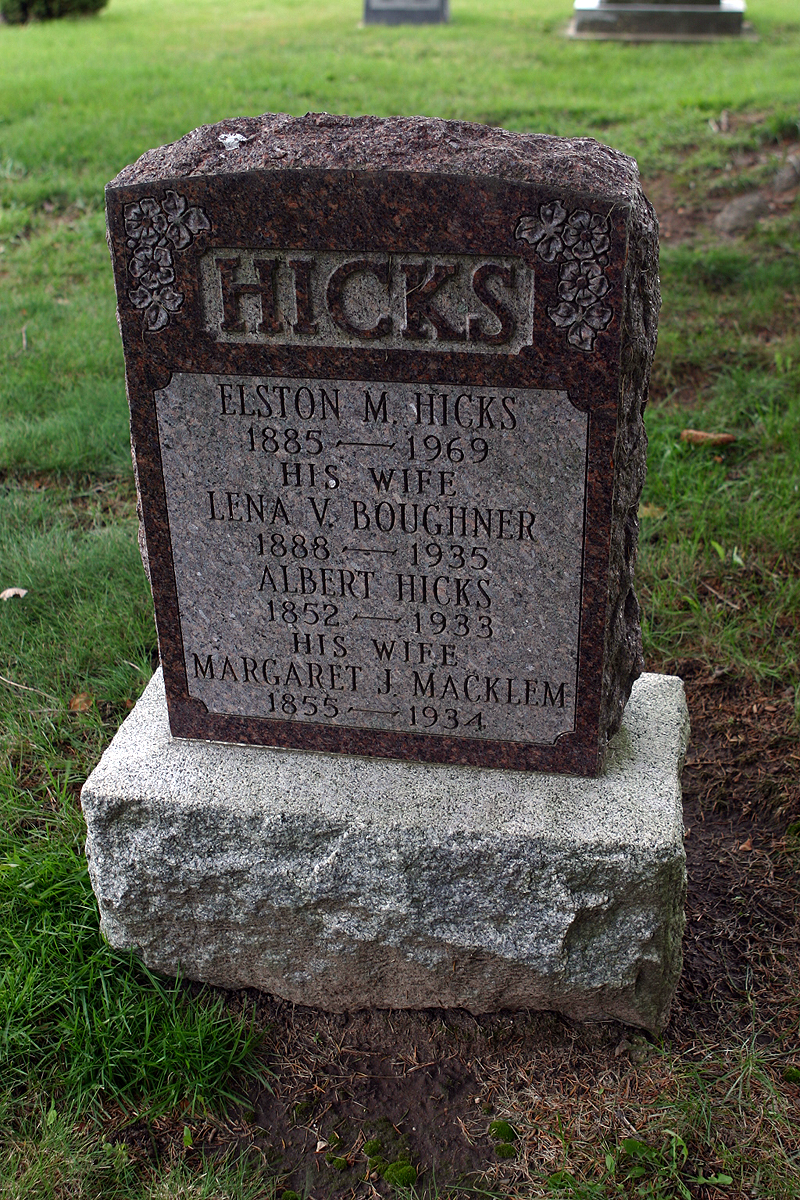 HICKS
ELSTON M. HICKS
1885 — 1969
HIS WIFE
LENA V. BOUGHNER
1888 — 1935
ALBERT HICKS
1852 — 1933
HIS WIFE
MARGARET J. MACKLEM
1855 — 1934